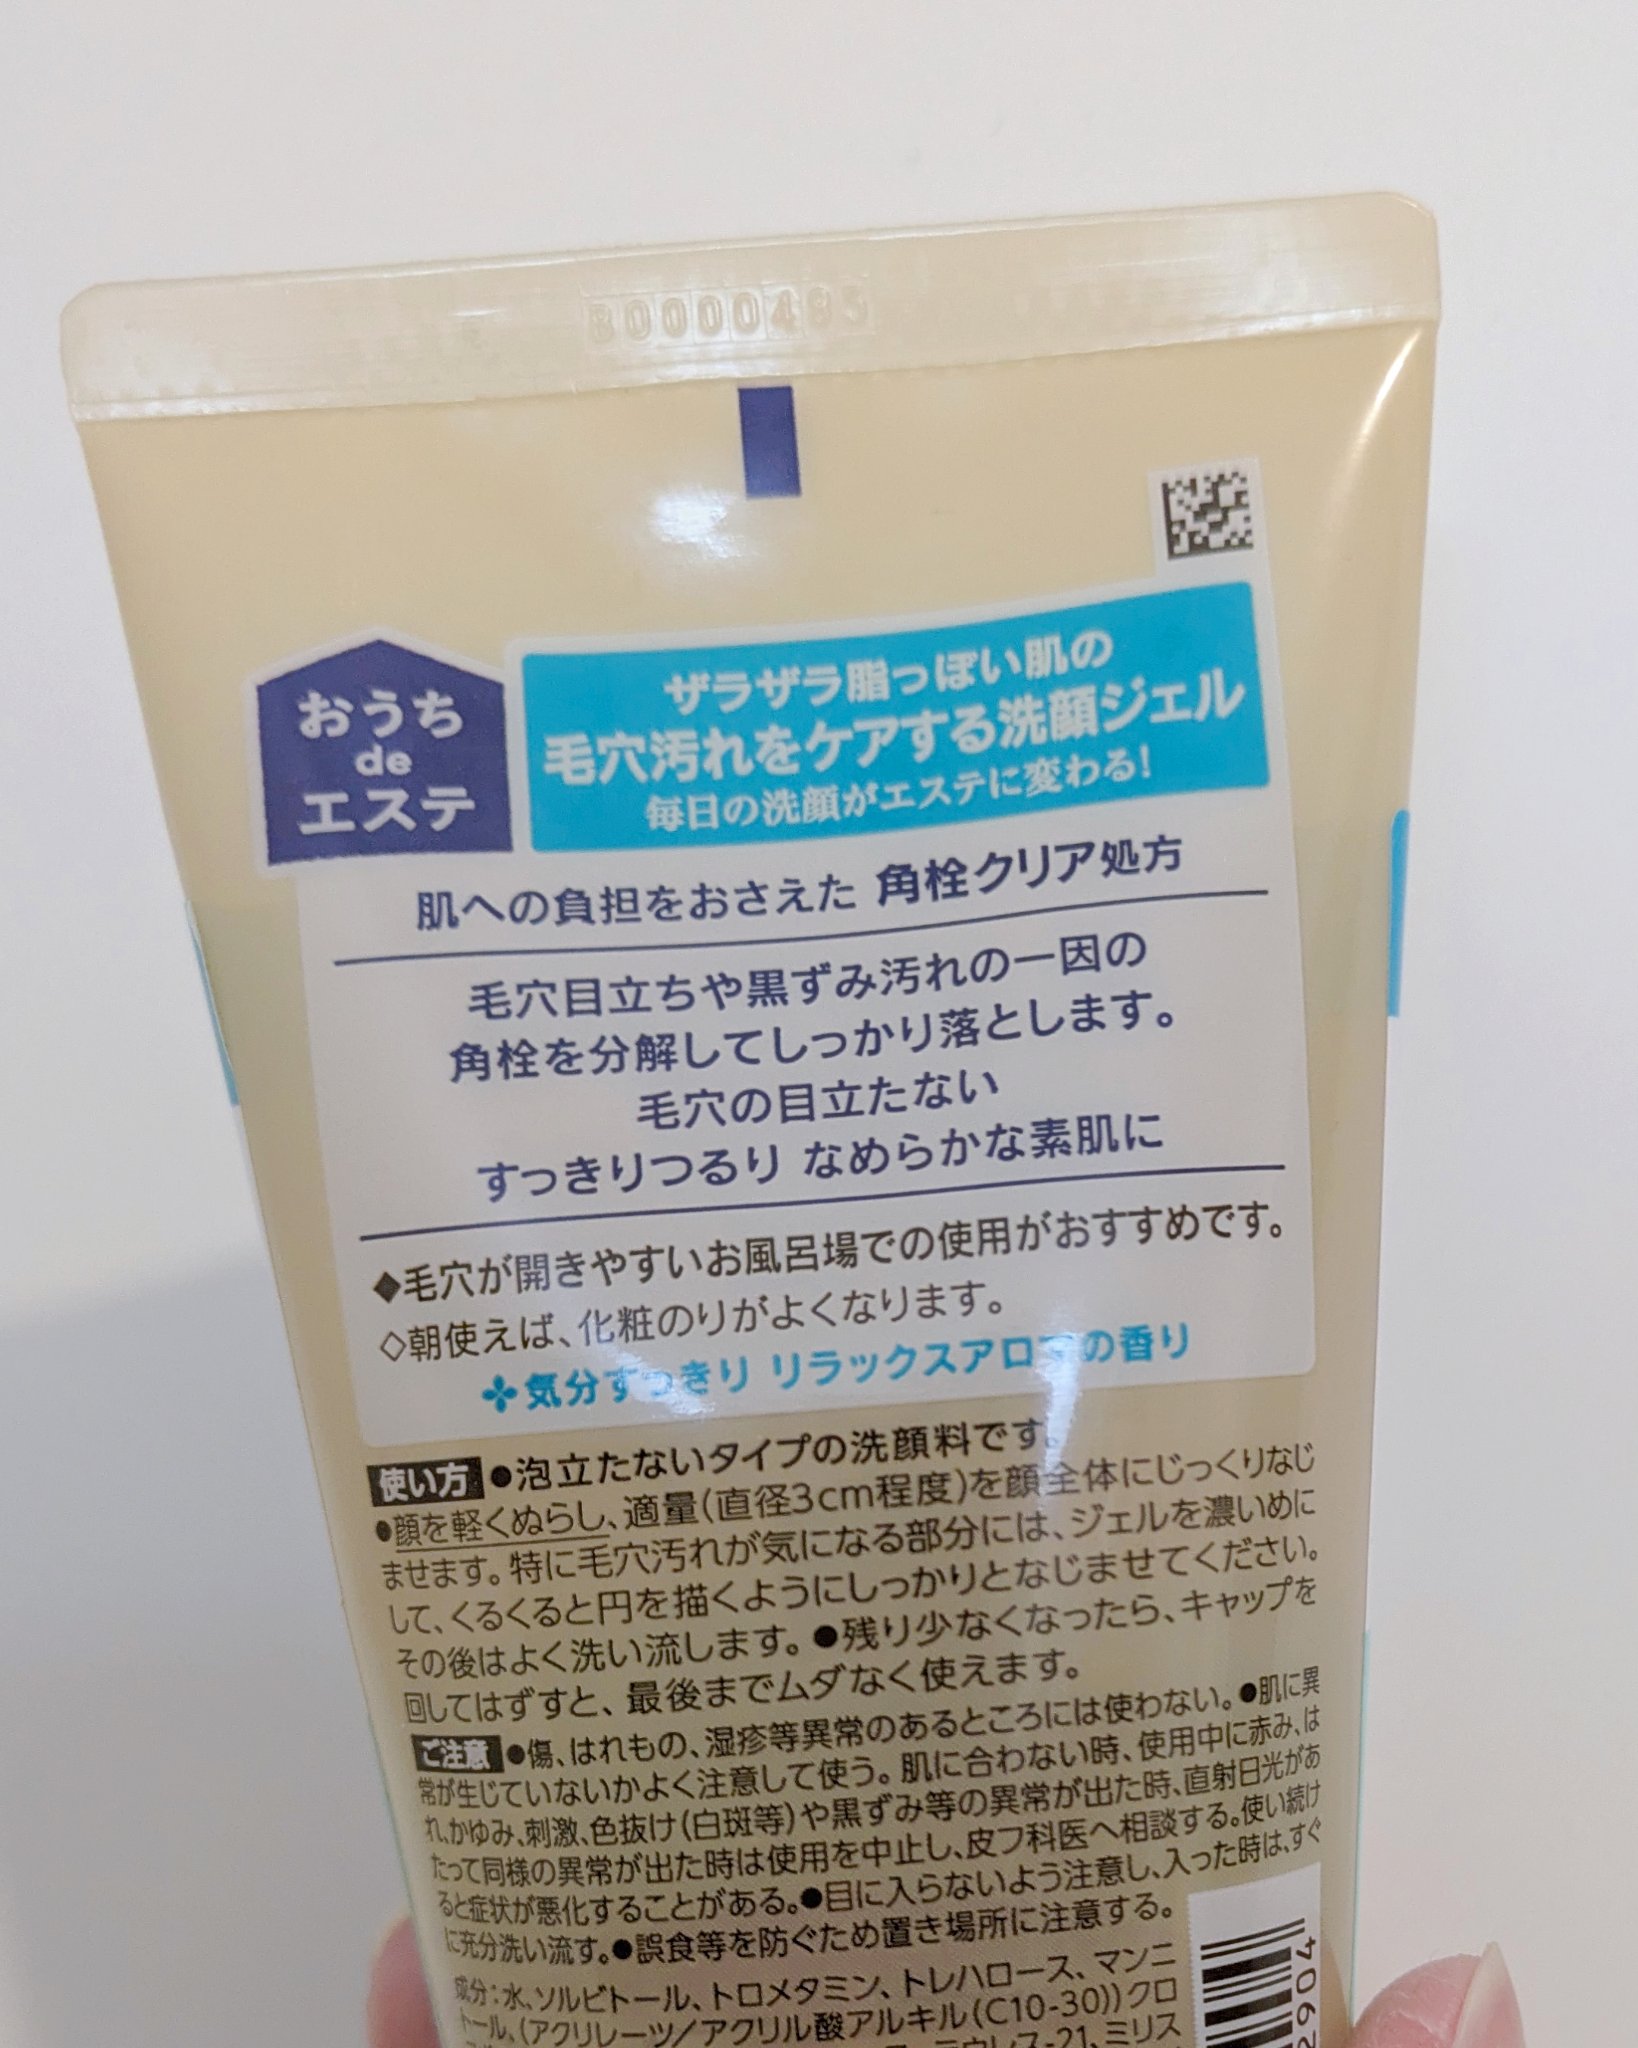 B0000485
おうち
de
エステ
ザラザラ脂っぽい肌の
毛穴汚れをケアする洗顔ジェル
毎日の洗顔がエステに変わる!
肌への負担をおさえた 角栓クリア処方
毛穴目立ちや黒ずみ汚れの一因の
角栓を分解してしっかり落とします。
毛穴の目立たない
すっきりつるり なめらかな素肌に
◆毛穴が開きやすいお風呂場での使用がおすすめです。
◇朝使えば、化粧のりがよくなります。
気分すっきり リラックスアロマの香り
使い方 ●泡立たないタイプの洗顔料です。
●顔を軽くぬらし、適量(直径3cm程度)を顔全体にじっくりなじ
ませます。特に毛穴汚れが気になる部分には、ジェルを濃いめに
して、くるくると円を描くようにしっかりとなじませてください。
その後はよく洗い流します。●残り少なくなったら、キャップを
回してはずすと、最後までムダなく使えます。
ご注意 ●傷、はれもの、湿疹等異常のあるところには使わない。●肌に異
常が生じていないかよく注意して使う。肌に合わない時、使用中に赤み、は
れ、かゆみ、刺激、色抜け(白斑等)や黒ずみ等の異常が出た時、直射日光があ
たって同様の異常が出た時は使用を中止し、皮フ科医へ相談する。使い続け
ると症状が悪化することがある。●目に入らないよう注意し、入った時は、すぐ
に充分洗い流す。●誤食等を防ぐため置き場所に注意する。
成分:水、ソルビトール、トロメタミン、トレハロース、マンニ
トール、(アクリレーツ/アクリル酸アルキル(C10-30))クロ
ラウレス-21、ミリス